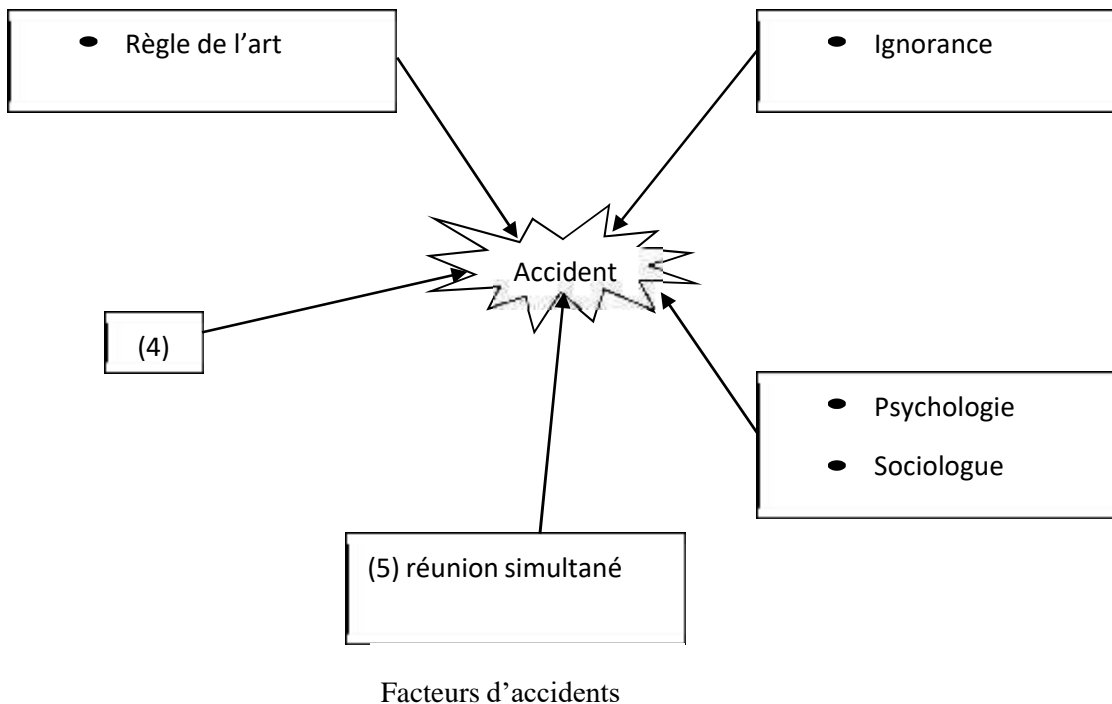 • Règle de l’art
• Ignorance
Accident
(4)
• Psychologie
• Sociologue
(5) réunion simultané
Facteurs d’accidents